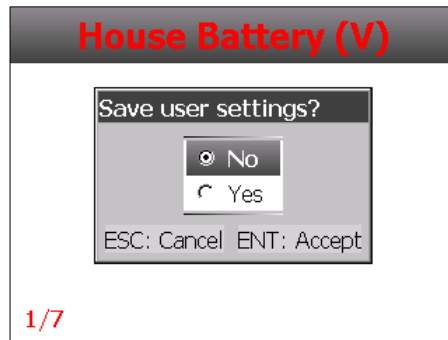 House Battery (V)
Save user settings?
No
Yes
ESC: Cancel ENT: Accept
1/7